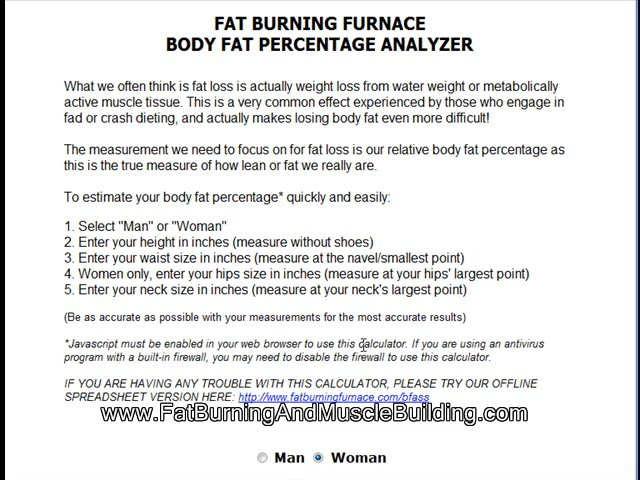 FAT BURNING FURNACE
BODY FAT PERCENTAGE ANALYZER
What we often think is fat loss is actually weight loss from water weight or metabolically
active muscle tissue. This is a very common effect experienced by those who engage in
fad or crash dieting, and actually makes losing body fat even more difficult!
The measurement we need to focus on for fat loss is our relative body fat percentage as
this is the true measure of how lean or fat we really are.
To estimate your body fat percentage* quickly and easily:
1. Select "Man" or "Woman"
2. Enter your height in inches (measure without shoes)
3. Enter your waist size in inches (measure at the navel/smallest point)
4. Women only, enter your hips size in inches (measure at your hips' largest point)
5. Enter your neck size in inches (measure at your neck's largest point)
(Be as accurate as possible with your measurements for the most accurate results)
*Javascript must be enabled in your web browser to use this calculator. If you are using an antivirus
program with a built-in firewall, you may need to disable the firewall to use this calculator.
IF YOU ARE HAVING ANY TROUBLE WITH THIS CALCULATOR, PLEASE TRY OUR OFFLINE
SPREADSHEET VERSION HERE: http://www.fatburningfurnace.com/bfass
www.FatBurningAndMuscleBuilding.com
Man Woman